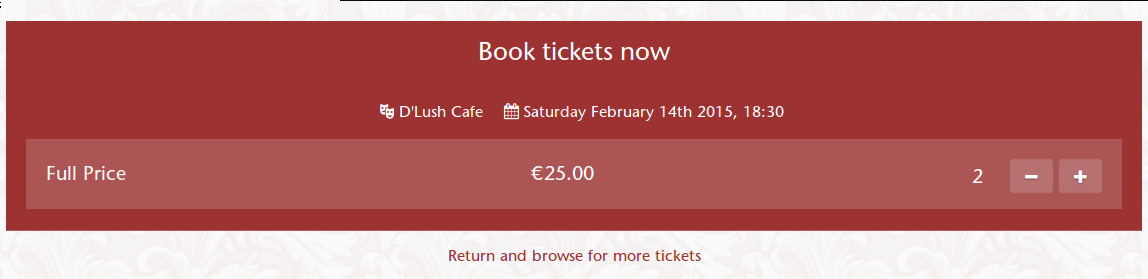 Book tickets now
D'Lush Cafe Saturday February 14th 2015, 18:30
Full Price €25.00 2 − +
Return and browse for more tickets